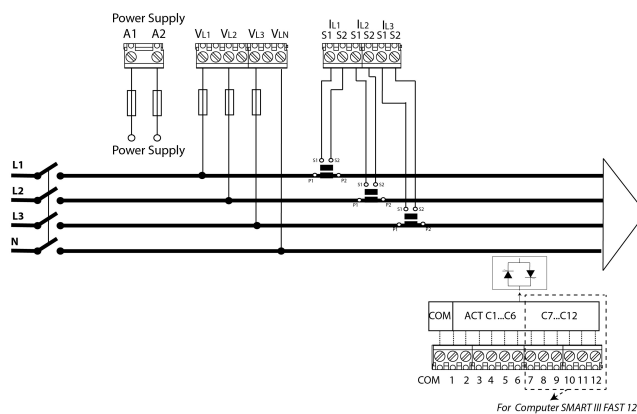 Power Supply
A1 A2
VL1 VL2 VL3 VLN
IL1 IL2 IL3
S1 S2 S1 S2 S1 S2
Power Supply
L1
S1 S2
P1 P2
L2
S1 S2
P1 P2
L3
S1 S2
P1 P2
N
COM ACT C1...C6 C7...C12
COM 1 2 3 4 5 6 7 8 9 10 11 12
For Computer SMART III FAST 12